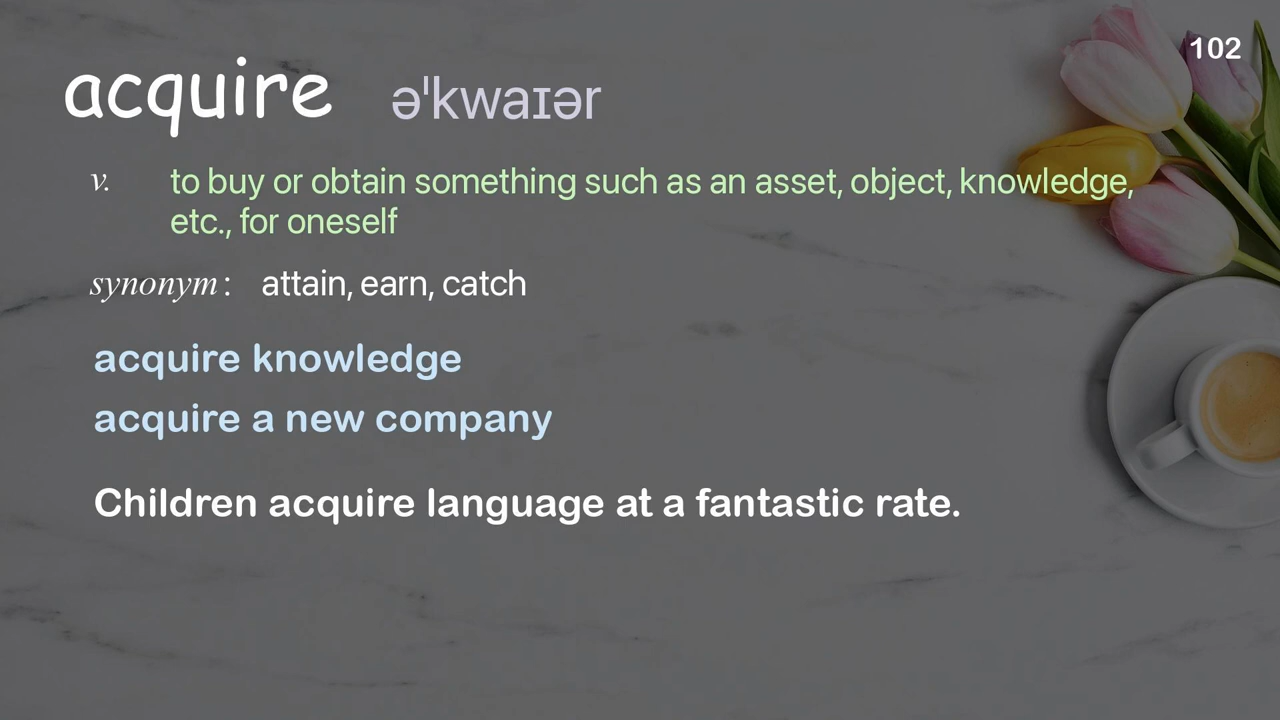 102
acquire əˈkwaɪər
v. to buy or obtain something such as an asset, object, knowledge,
etc., for oneself
synonym : attain, earn, catch
acquire knowledge
acquire a new company
Children acquire language at a fantastic rate.